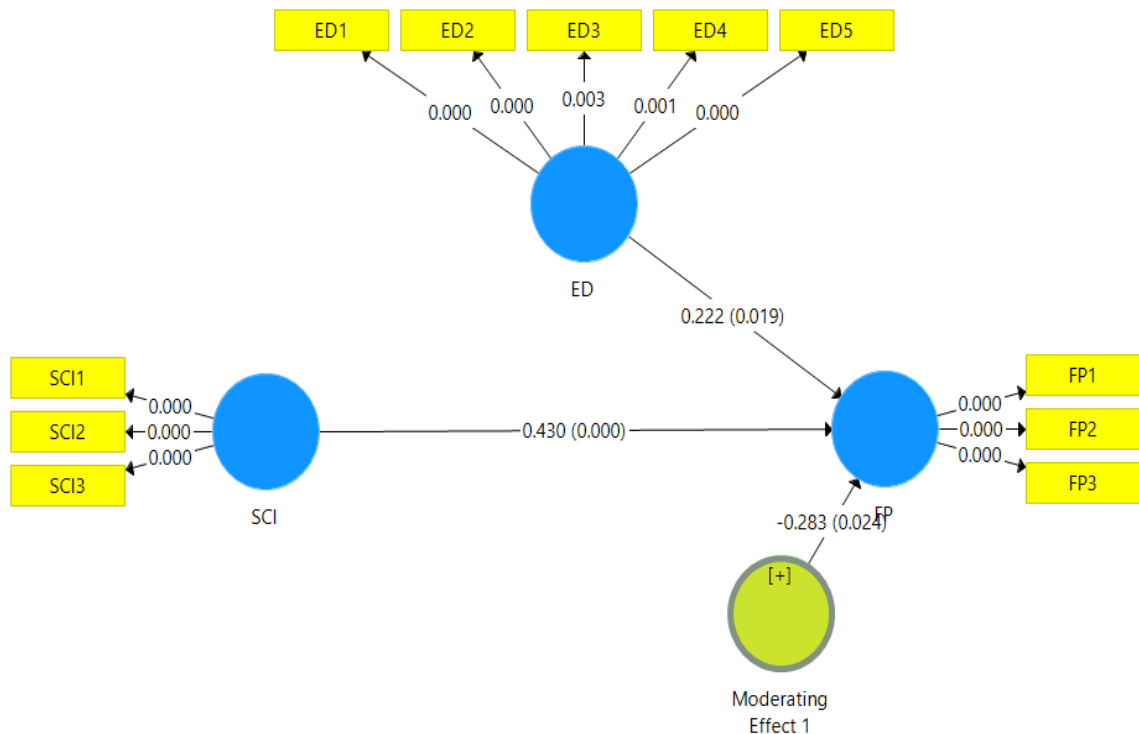 ED1 ED2 ED3 ED4 ED5
0.000 0.000 0.003 0.001 0.000
ED
0.222 (0.019)
SCI1
SCI2
SCI3
0.000
0.000
0.000
SCI
0.430 (0.000)
FP1
FP2
FP3
0.000
0.000
0.000
FP
-0.283 (0.024)
[+]
Moderating
Effect 1